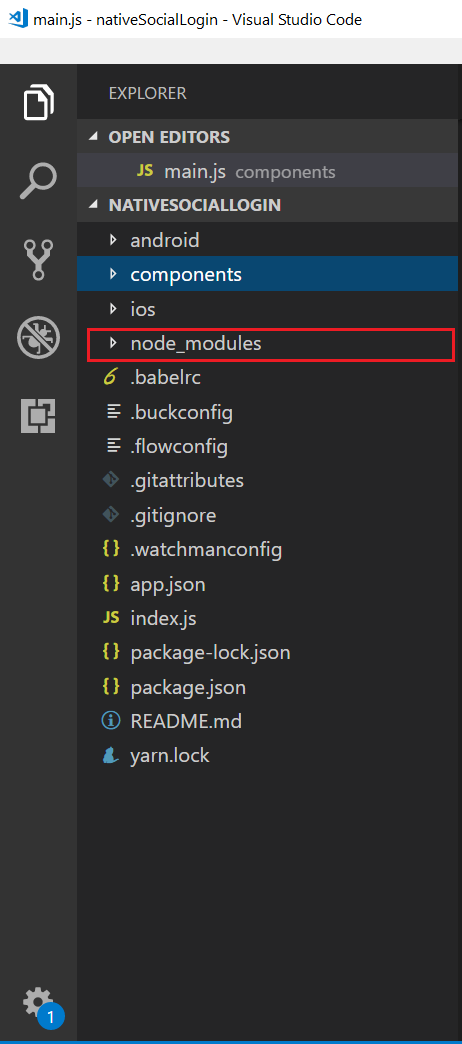 main.js - nativeSocialLogin - Visual Studio Code
EXPLORER
OPEN EDITORS
JS main.js components
NATIVESOCIALLOGIN
android
components
ios
node_modules
.babelrc
.buckconfig
.flowconfig
.gitattributes
.gitignore
{} .watchmanconfig
{} app.json
JS index.js
{} package-lock.json
{} package.json
README.md
yarn.lock
1